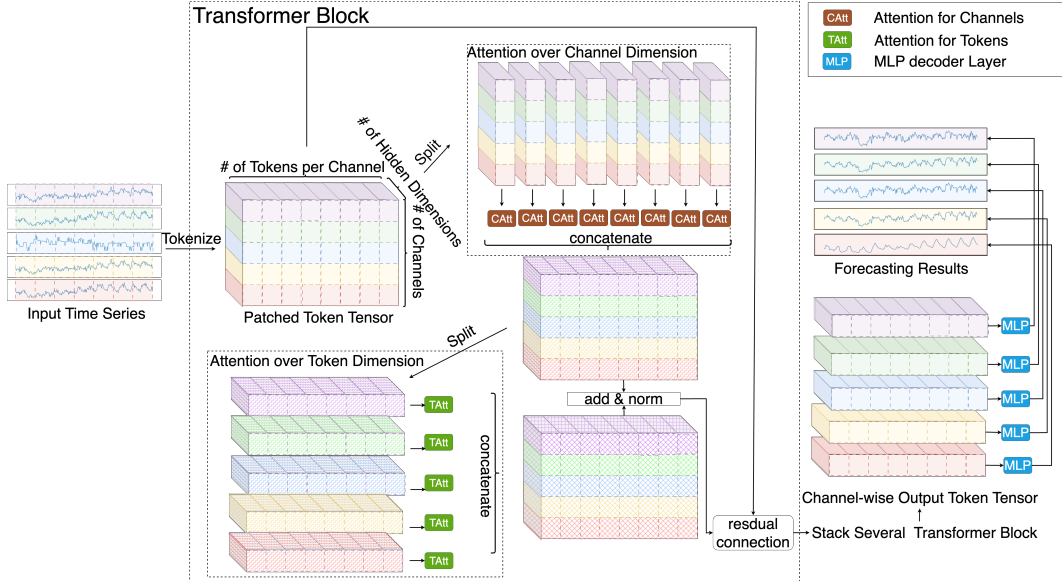 Transformer Block
CAtt Attention for Channels
TAtt Attention for Tokens
MLP MLP decoder Layer
Attention over Channel Dimension
# of Hidden Dimensions
Split
# of Tokens per Channel
# of Channels
CAtt CAtt CAtt CAtt CAtt CAtt CAtt CAtt
concatenate
Tokenize
Input Time Series
Patched Token Tensor
Forecasting Results
Split
Attention over Token Dimension
TAtt
TAtt
TAtt
TAtt
TAtt
concatenate
add & norm
MLP
MLP
MLP
MLP
MLP
Channel-wise Output Token Tensor
resdual
connection
Stack Several Transformer Block